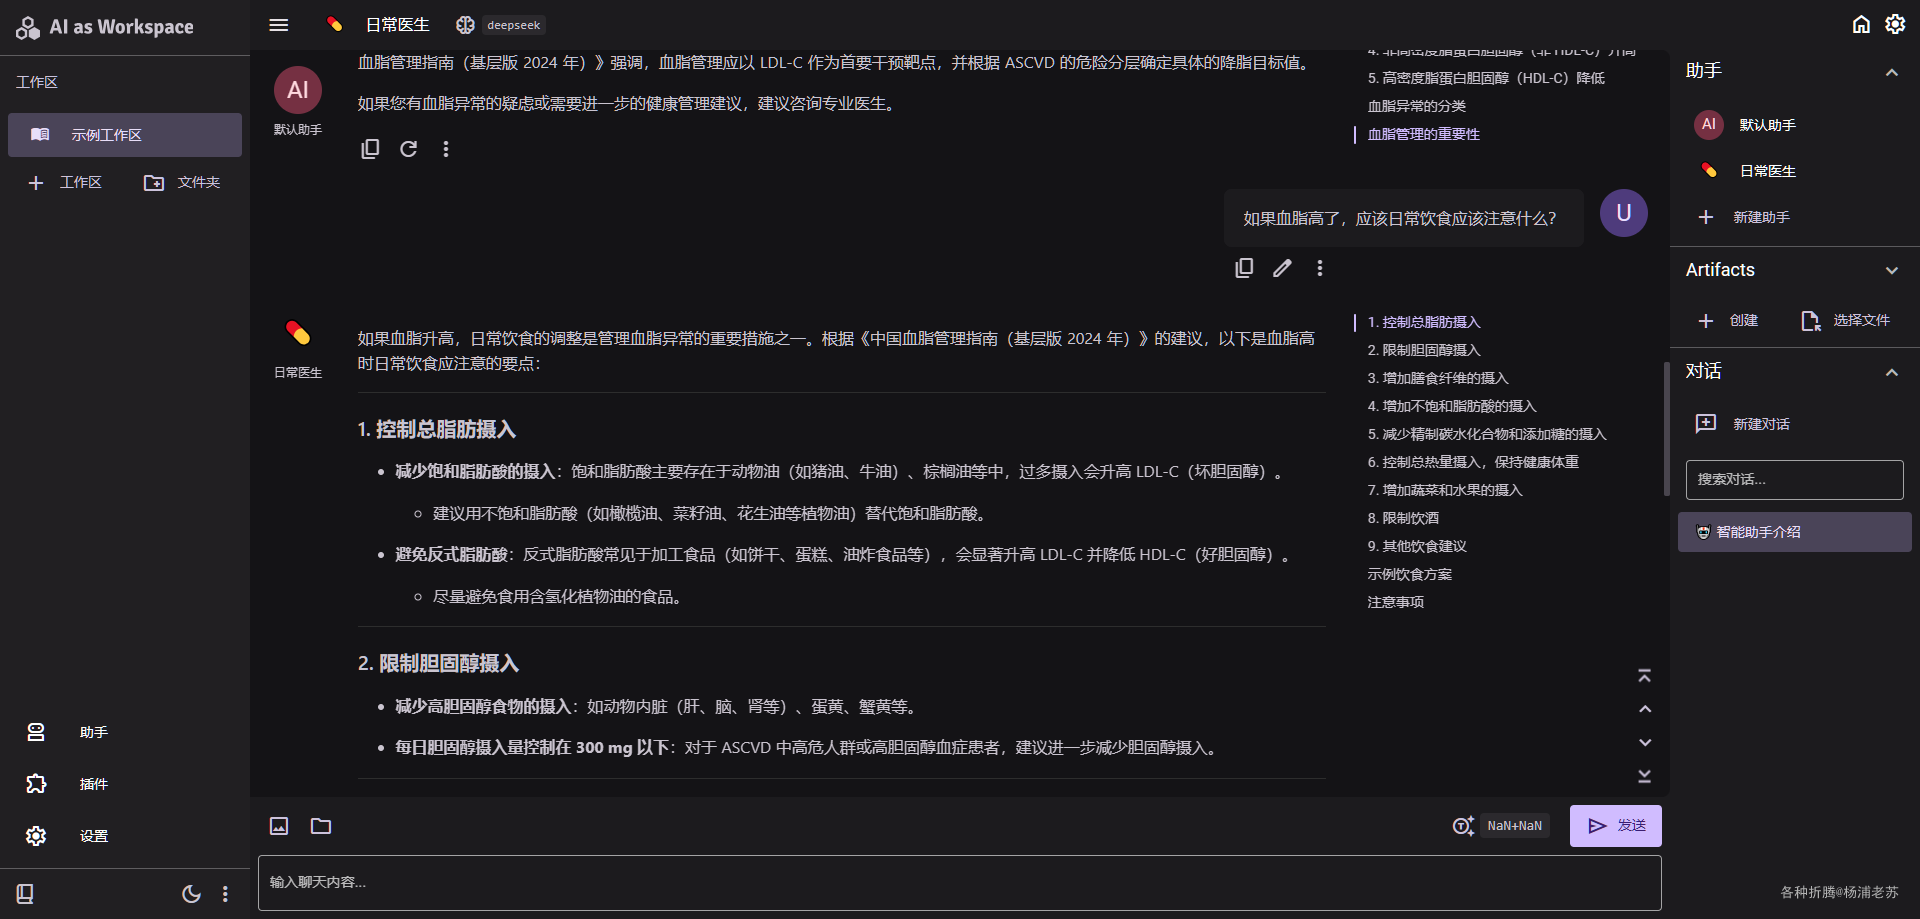 AI as Workspace
工作区
示例工作区
工作区
文件夹
助手
插件
设置
日常医生
deepseek
AI
默认助手
血脂管理指南（基层版 2024 年）》强调，血脂管理应以 LDL-C 作为首要干预靶点，并根据 ASCVD 的危险分层确定具体的降脂目标值。
如果您有血脂异常的疑虑或需要进一步的健康管理建议，建议咨询专业医生。
4. 非高密度脂蛋白胆固醇（非 HDL-C）升高
5. 高密度脂蛋白胆固醇（HDL-C）降低
血脂异常的分类
血脂管理的重要性
如果血脂高了，应该日常饮食应该注意什么？
U
日常医生
如果血脂升高，日常饮食的调整是管理血脂异常的重要措施之一。根据《中国血脂管理指南（基层版 2024 年）》的建议，以下是血脂高
时日常饮食应注意的要点：
1. 控制总脂肪摄入
• 减少饱和脂肪酸的摄入：饱和脂肪酸主要存在于动物油（如猪油、牛油）、棕榈油等中，过多摄入会升高 LDL-C（坏胆固醇）。
◦ 建议用不饱和脂肪酸（如橄榄油、菜籽油、花生油等植物油）替代饱和脂肪酸。
• 避免反式脂肪酸：反式脂肪酸常见于加工食品（如饼干、蛋糕、油炸食品等），会显著升高 LDL-C 并降低 HDL-C（好胆固醇）。
◦ 尽量避免食用含氢化植物油的食品。
2. 限制胆固醇摄入
• 减少高胆固醇食物的摄入：如动物内脏（肝、脑、肾等）、蛋黄、蟹黄等。
• 每日胆固醇摄入量控制在 300 mg 以下：对于 ASCVD 中高危人群或高胆固醇血症患者，建议进一步减少胆固醇摄入。
1. 控制总脂肪摄入
2. 限制胆固醇摄入
3. 增加膳食纤维的摄入
4. 增加不饱和脂肪酸的摄入
5. 减少精制碳水化合物和添加糖的摄入
6. 控制总热量摄入，保持健康体重
7. 增加蔬菜和水果的摄入
8. 限制饮酒
9. 其他饮食建议
示例饮食方案
注意事项
NaN+NaN
发送
输入聊天内容...
助手
AI
默认助手
日常医生
新建助手
Artifacts
创建
选择文件
对话
新建对话
搜索对话...
智能助手介绍
各种折腾@杨浦老苏